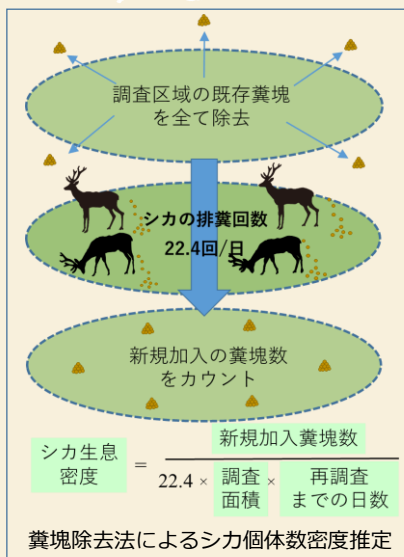 調査区域の既存糞塊
を全て除去
シカの排糞回数
22.4回/日
新規加入の糞塊数
をカウント
シカ生息
密度
=
新規加入糞塊数
22.4 × 調査
面積 × 再調査
までの日数
糞塊除去法によるシカ個体数密度推定